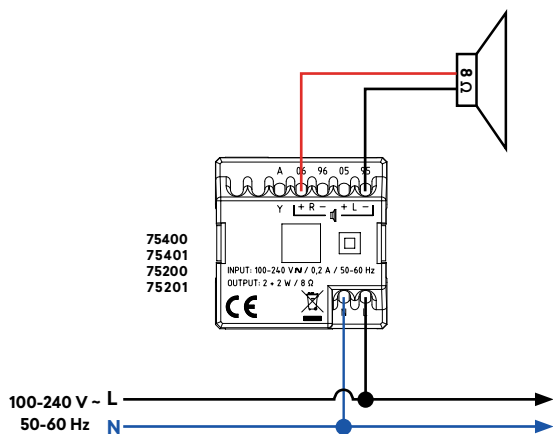 8 Ω
A 06 96 05 95
Y + R - + L -
75400
75401
75200
75201
INPUT: 100-240 V ~ / 0,2 A / 50-60 Hz
OUTPUT: 2 + 2 W / 8 Ω
CE
N L
100-240 V ~ L
50-60 Hz N